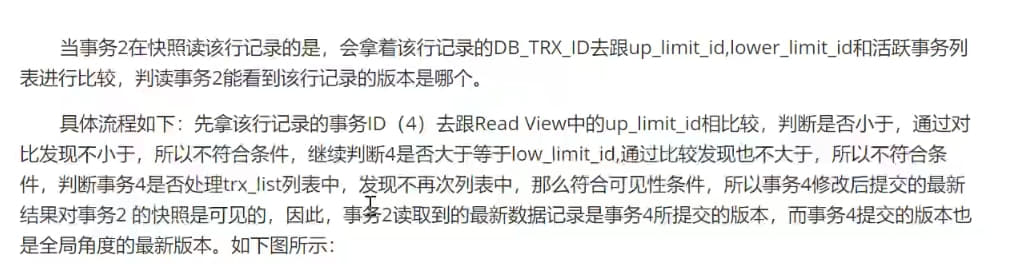 当事务2在快照读该行记录的是，会拿着该行记录的DB_TRX_ID去跟up_limit_id,lower_limit_id和活跃事务列
表进行比较，判读事务2能看到该行记录的版本是哪个。
具体流程如下：先拿该行记录的事务ID（4）去跟Read View中的up_limit_id相比较，判断是否小于，通过对
比发现不小于，所以不符合条件，继续判断4是否大于等于low_limit_id,通过比较发现也不大于，所以不符合条
件，判断事务4是否处理trx_list列表中，发现不再次列表中，那么符合可见性条件，所以事务4修改后提交的最新
结果对事务2 的快照是可见的，因此，事务2读取到的最新数据记录是事务4所提交的版本，而事务4提交的版本也
是全局角度的最新版本。如下图所示：